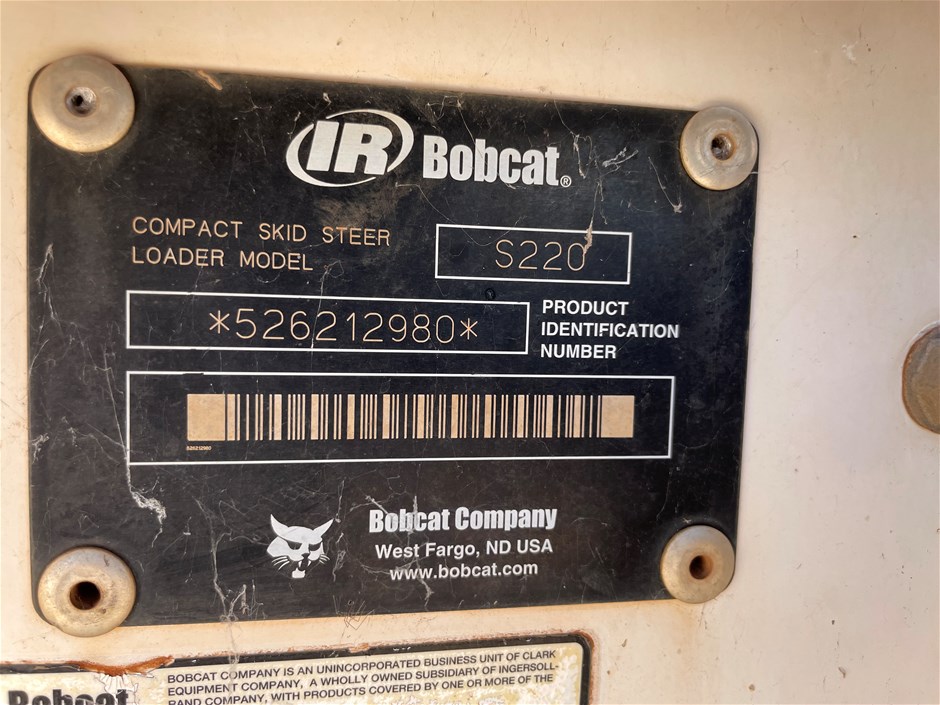 IR Bobcat®
COMPACT SKID STEER
LOADER MODEL
S220
*526212980*
PRODUCT
IDENTIFICATION
NUMBER
526212980
Bobcat Company
West Fargo, ND USA
www.bobcat.com
Bobcat
BOBCAT COMPANY IS AN UNINCORPORATED BUSINESS UNIT OF CLARK
EQUIPMENT COMPANY, A WHOLLY OWNED SUBSIDIARY OF INGERSOLL-
RAND COMPANY, WITH PRODUCTS COVERED BY ONE OR MORE OF THE